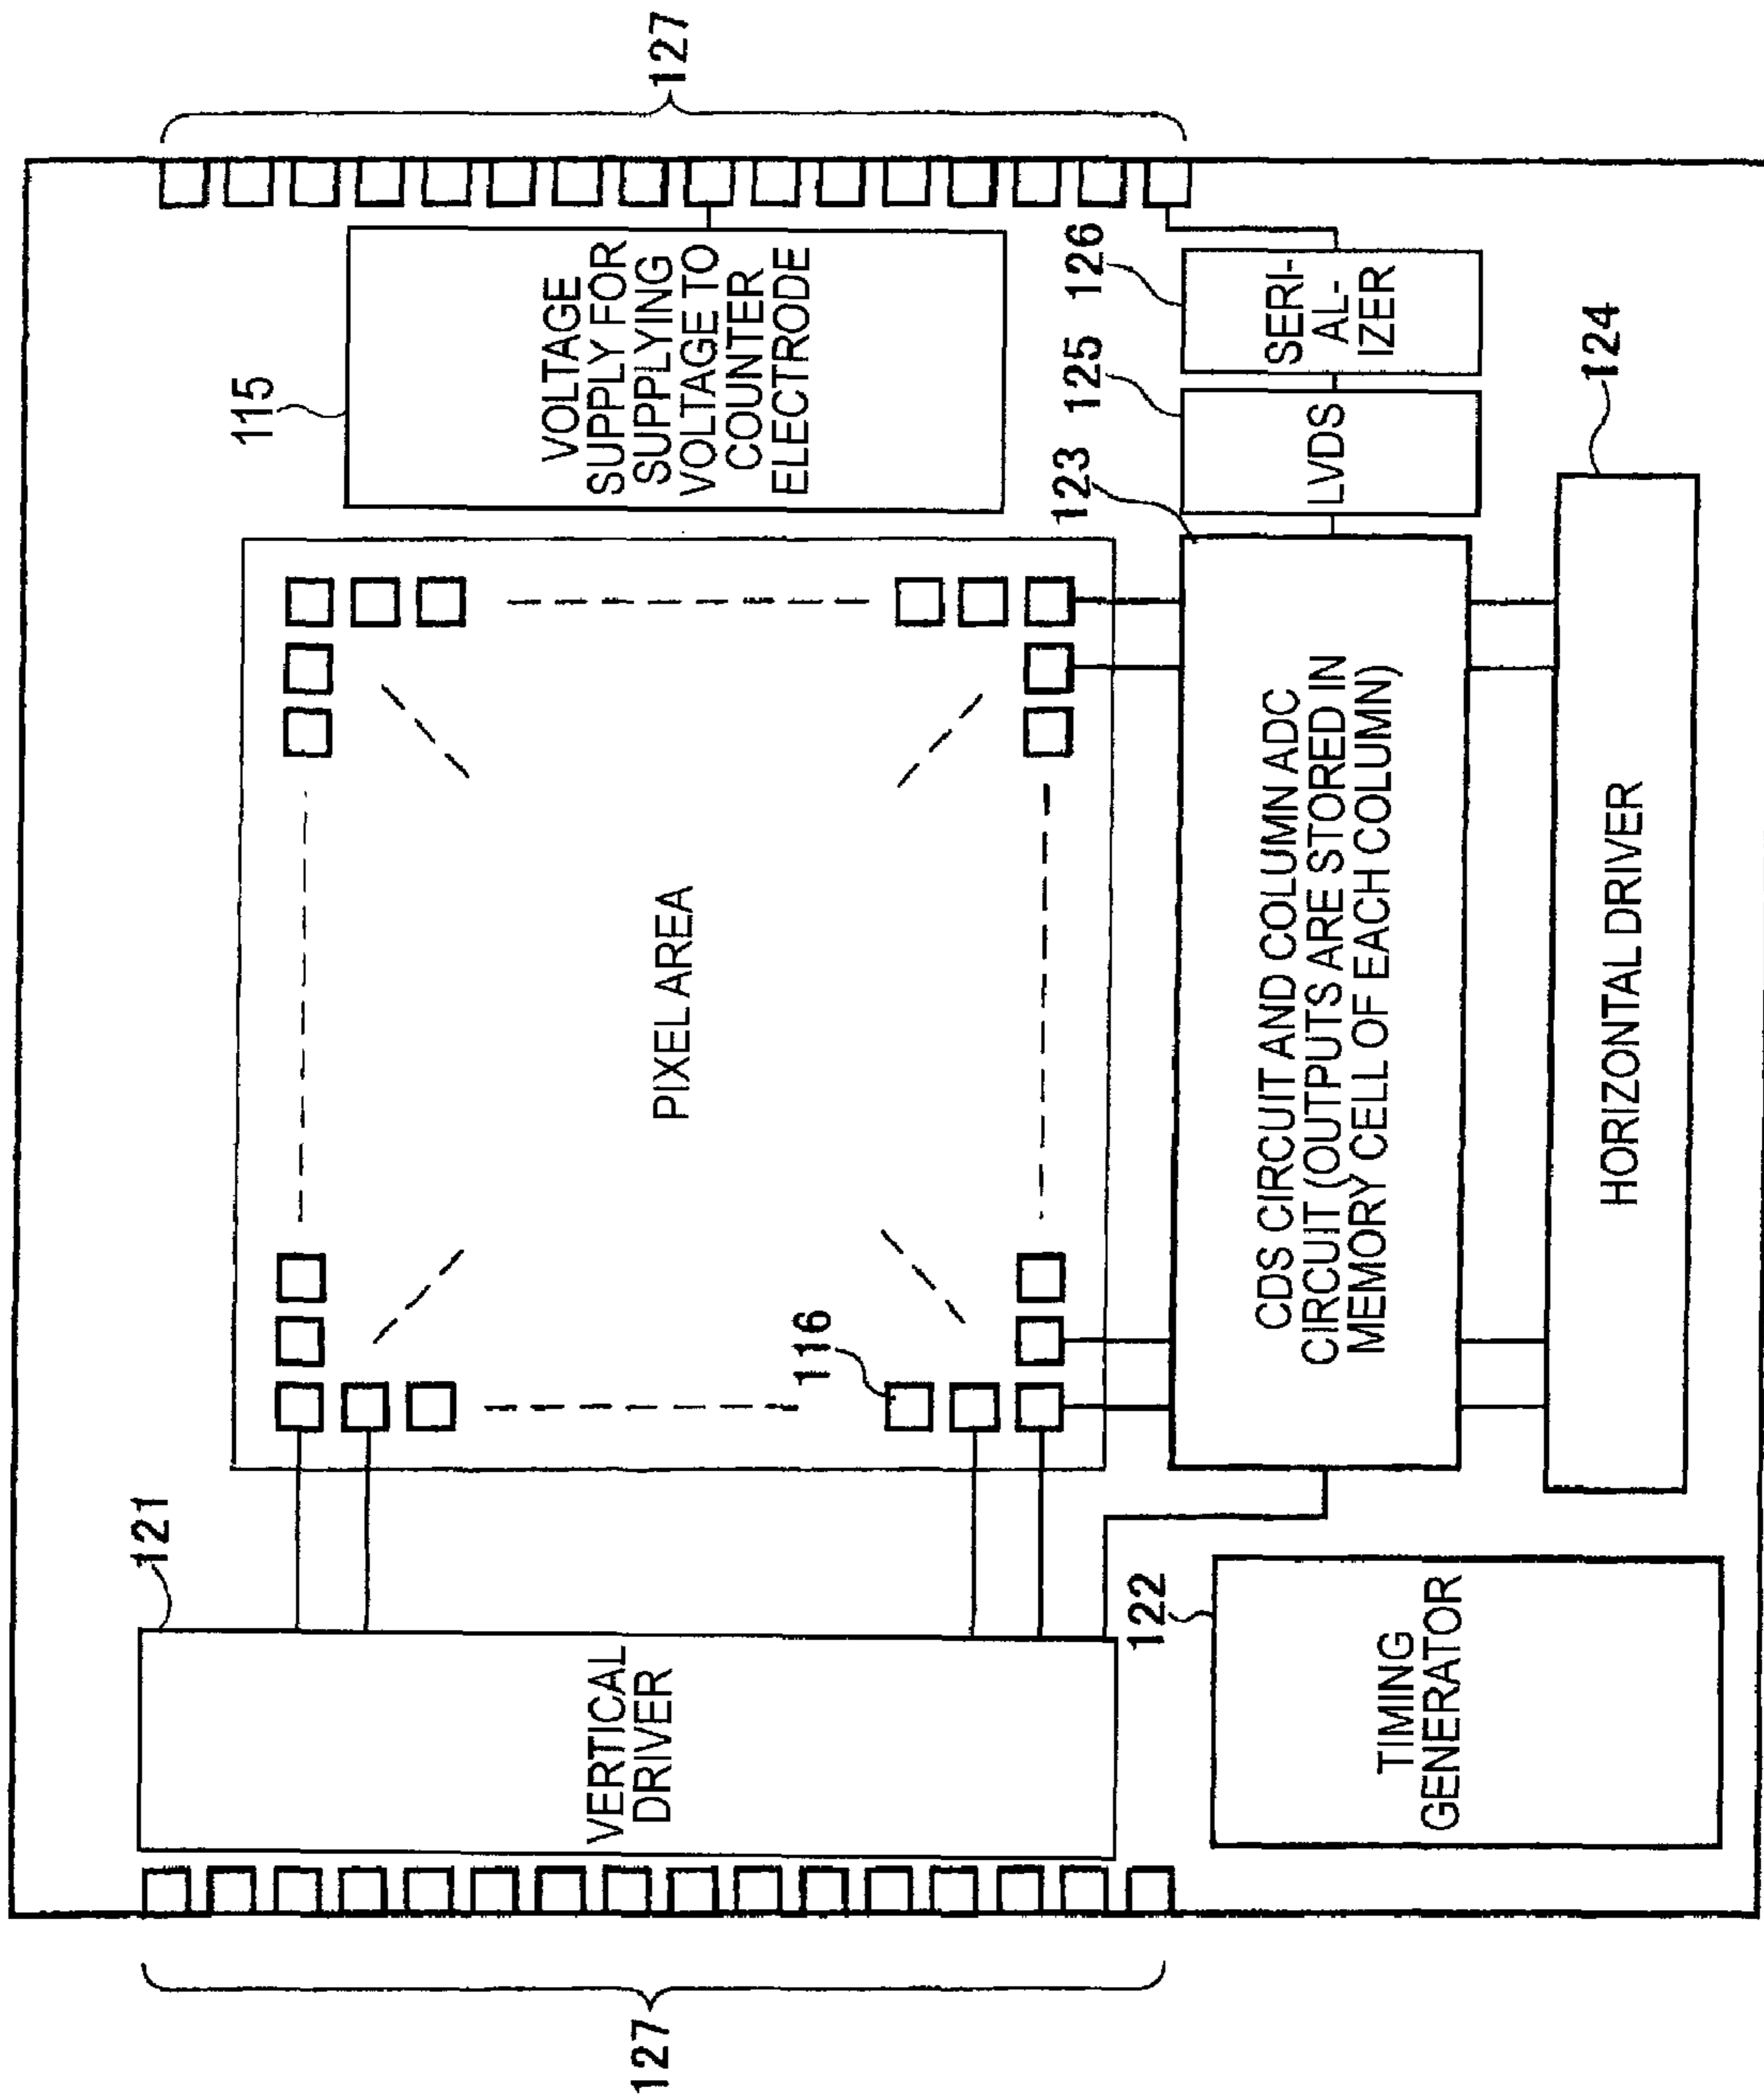 127
127
121
VERTICAL
DRIVER
116
PIXEL AREA
115
VOLTAGE
SUPPLY FOR
SUPPLYING
VOLTAGE TO
COUNTER
ELECTRODE
122
TIMING
GENERATOR
CDS CIRCUIT AND COLUMN ADC
CIRCUIT (OUTPUTS ARE STORED IN
MEMORY CELL OF EACH COLUMN)
123
125
126
LVDS
SERI-
AL-
IZER
HORIZONTAL DRIVER
124